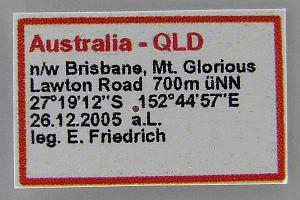 Australia - QLD
n/w Brisbane, Mt. Glorious
Lawton Road 700m üNN
27°19'12"S 152°44'57"E
26.12.2005 a.L.
leg. E. Friedrich